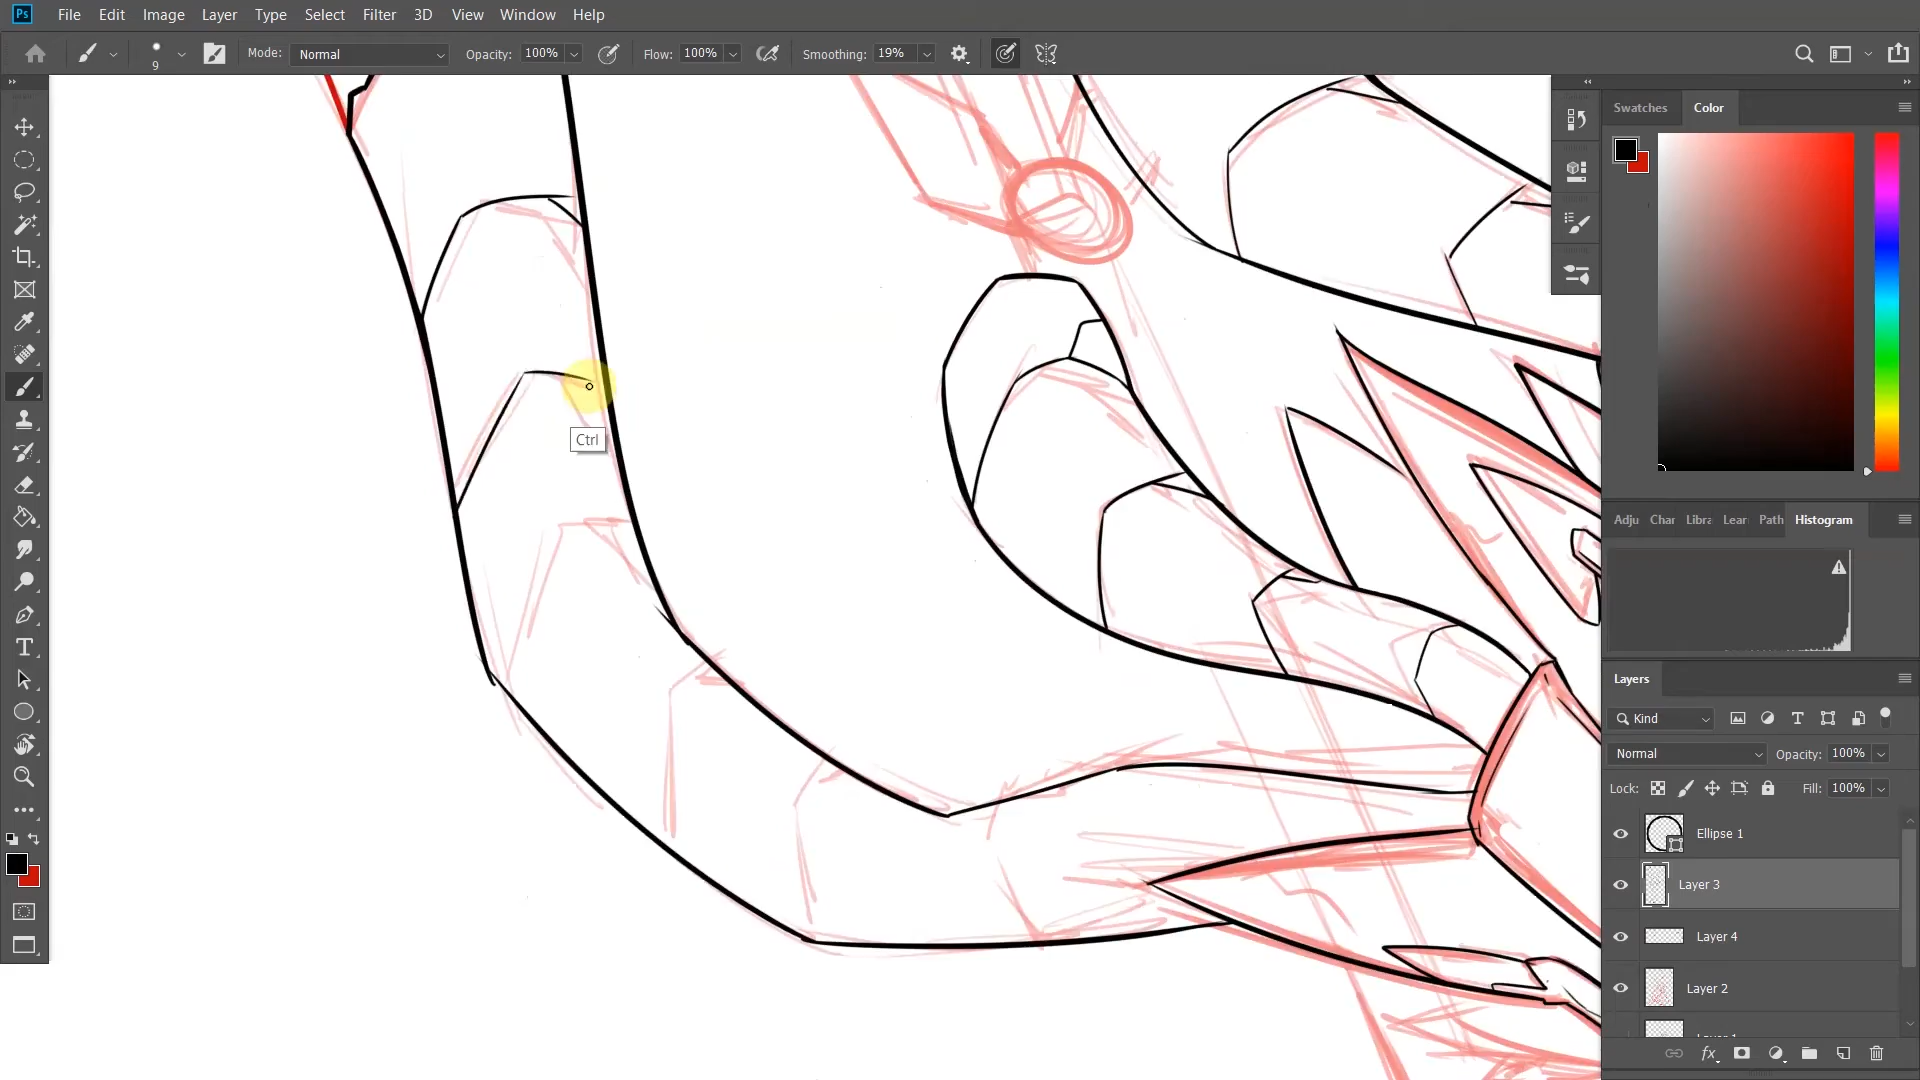 Ps File Edit Image Layer Type Select Filter 3D View Window Help
9 Mode: Normal Opacity: 100% Flow: 100% Smoothing: 19%
Swatches Color
Ctrl
Adju Char Libra Lear Path Histogram
Layers
Kind
Normal Opacity: 100%
Lock: Fill: 100%
Ellipse 1
Layer 3
Layer 4
Layer 2